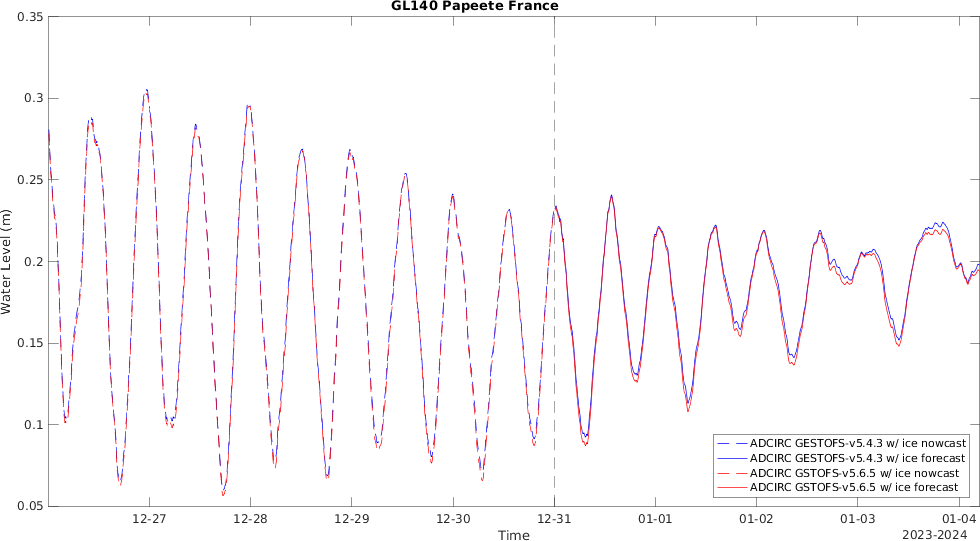 GL140 Papeete France
0.35
0.3
0.25
0.2
0.15
0.1
0.05
Water Level (m)
ADCIRC GESTOFS-v5.4.3 w/ ice nowcast
ADCIRC GESTOFS-v5.4.3 w/ ice forecast
ADCIRC GSTOFS-v5.6.5 w/ ice nowcast
ADCIRC GSTOFS-v5.6.5 w/ ice forecast
12-27 12-28 12-29 12-30 12-31 01-01 01-02 01-03 01-04
Time
2023-2024